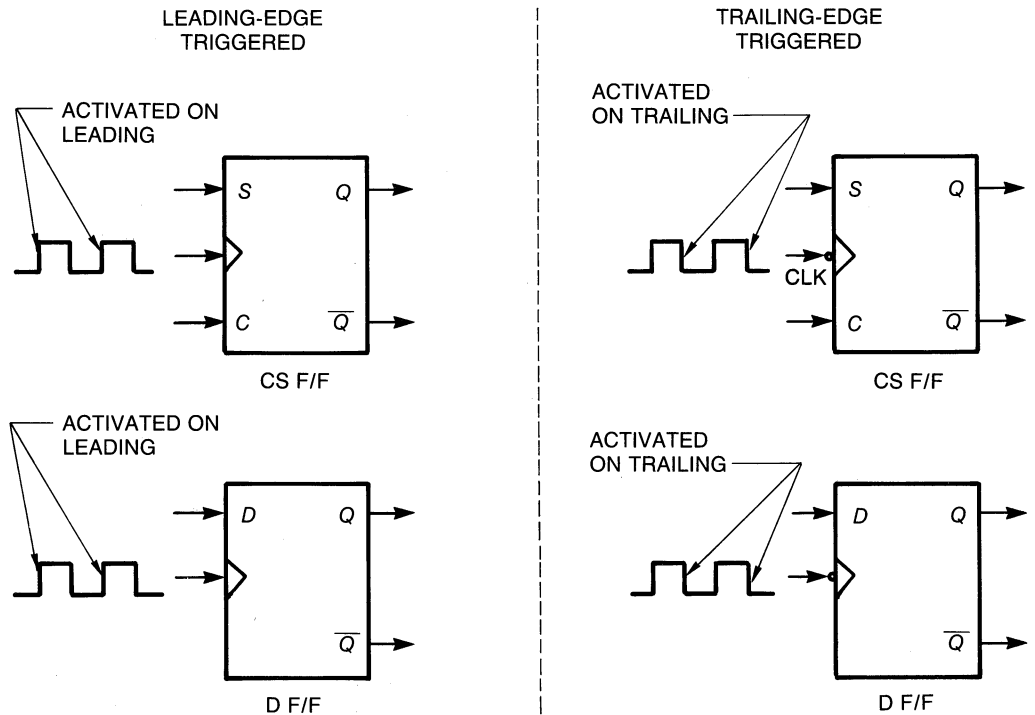 LEADING-EDGE
TRIGGERED
ACTIVATED ON
LEADING
S
Q
C
Q̅
CS F/F
ACTIVATED ON
LEADING
D
Q
Q̅
D F/F
TRAILING-EDGE
TRIGGERED
ACTIVATED
ON TRAILING
S
Q
CLK
C
Q̅
CS F/F
ACTIVATED
ON TRAILING
D
Q
Q̅
D F/F